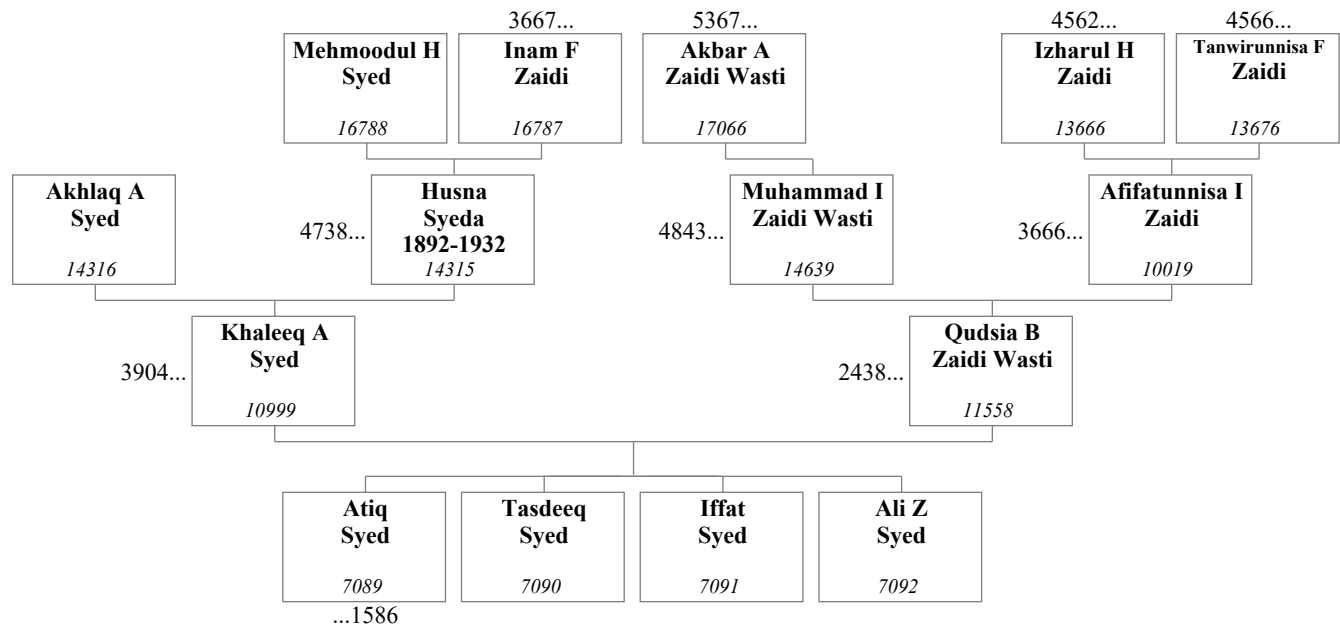 3667...
5367...
4562...
4566...
Mehmoodul H
Syed
16788
Inam F
Zaidi
16787
Akbar A
Zaidi Wasti
17066
Izharul H
Zaidi
13666
Tanwirunnisa F
Zaidi
13676
Akhlaq A
Syed
14316
4738...
Husna
Syeda
1892-1932
14315
4843...
Muhammad I
Zaidi Wasti
14639
3666...
Afifatunnisa I
Zaidi
10019
3904...
Khaleeq A
Syed
10999
2438...
Qudsia B
Zaidi Wasti
11558
Atiq
Syed
7089
...1586
Tasdeeq
Syed
7090
Iffat
Syed
7091
Ali Z
Syed
7092